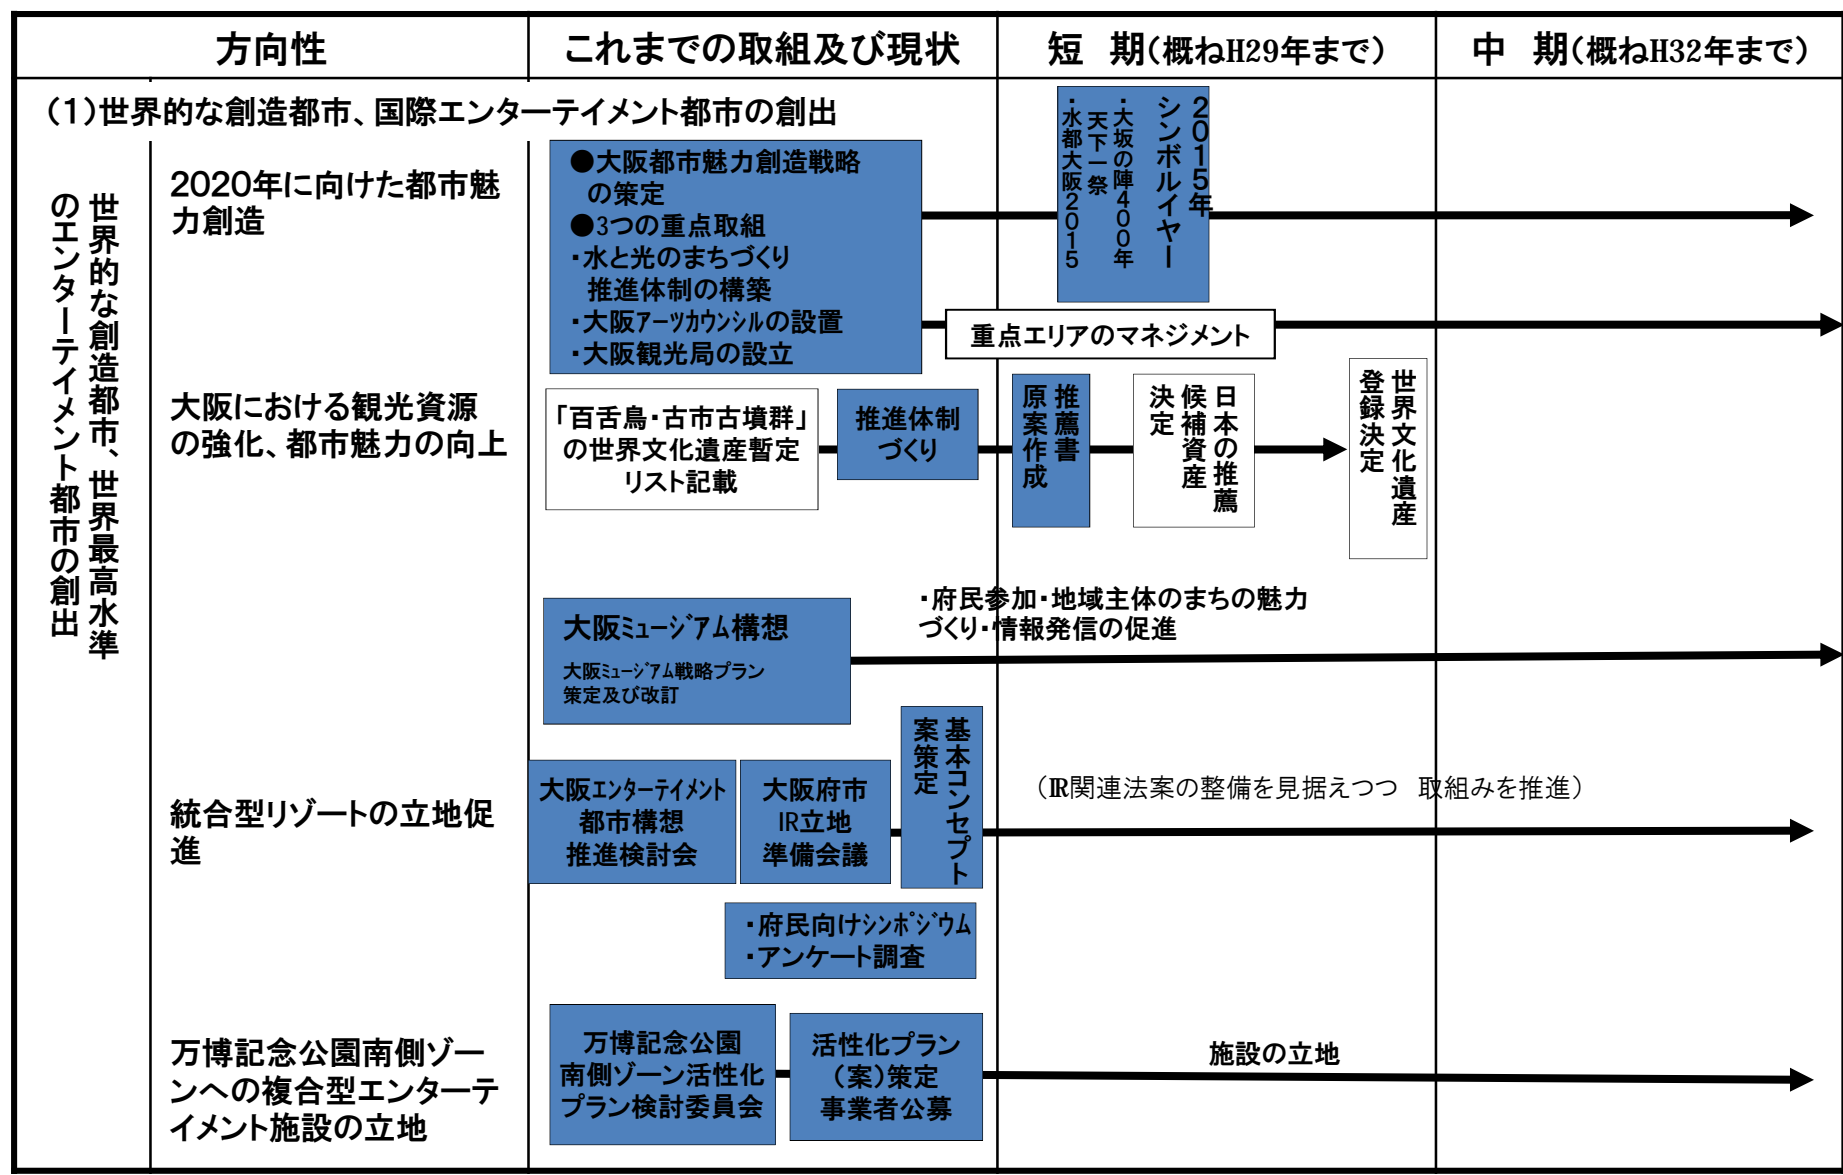 方向性
これまでの取組及び現状
短　期(概ねH29年まで)
中　期(概ねH32年まで)
(1)世界的な創造都市、国際エンターテイメント都市の創出
世界的な創造都市、世界最高水準
のエンターテイメント都市の創出
2020年に向けた都市魅
力創造
●大阪都市魅力創造戦略
の策定
●3つの重点取組
・水と光のまちづくり
推進体制の構築
・大阪アーツカウンシルの設置
・大阪観光局の設立
2015年
シンボルイヤー
・大坂の陣400年
天下一祭
・水都大阪2015
重点エリアのマネジメント
大阪における観光資源
の強化、都市魅力の向上
「百舌鳥・古市古墳群」
の世界文化遺産暫定
リスト記載
推進体制
づくり
推薦書
原案作成
日本の推薦
候補資産
決定
世界文化遺産
登録決定
大阪ミュージアム構想
大阪ミュージアム戦略プラン
策定及び改訂
・府民参加・地域主体のまちの魅力
づくり・情報発信の促進
統合型リゾートの立地促
進
大阪エンターテイメント
都市構想
推進検討会
大阪府市
IR立地
準備会議
基本コンセプト
案策定
(IR関連法案の整備を見据えつつ　取組みを推進)
・府民向けシンポジウム
・アンケート調査
万博記念公園南側ゾー
ンへの複合型エンターテ
イメント施設の立地
万博記念公園
南側ゾーン活性化
プラン検討委員会
活性化プラン
(案)策定
事業者公募
施設の立地